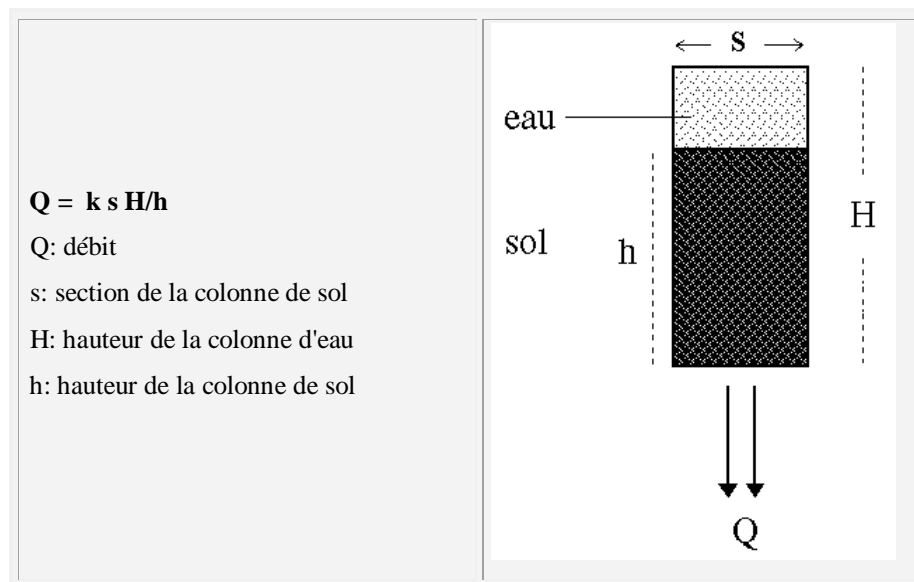 Q = k s H/h
Q: débit
s: section de la colonne de sol
H: hauteur de la colonne d'eau
h: hauteur de la colonne de sol
s
eau
sol
h
H
Q